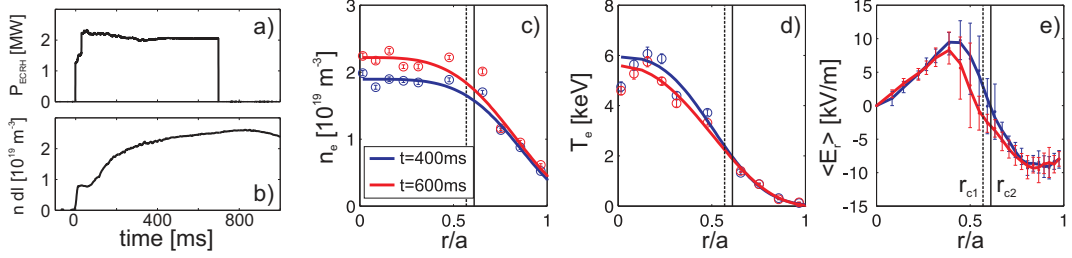 a)
P_ECRH [MW]
2
1
0
b)
n dl [10^19 m^-3]
2
1
0
0
400
800
time [ms]
c)
n_e [10^19 m^-3]
3
2
1
0
t=400ms
t=600ms
0
0.5
1
r/a
d)
T_e [keV]
8
6
4
2
0
0
0.5
1
r/a
e)
<E_r> [kV/m]
15
10
5
0
-5
-10
-15
r_c1
r_c2
0
0.5
1
r/a